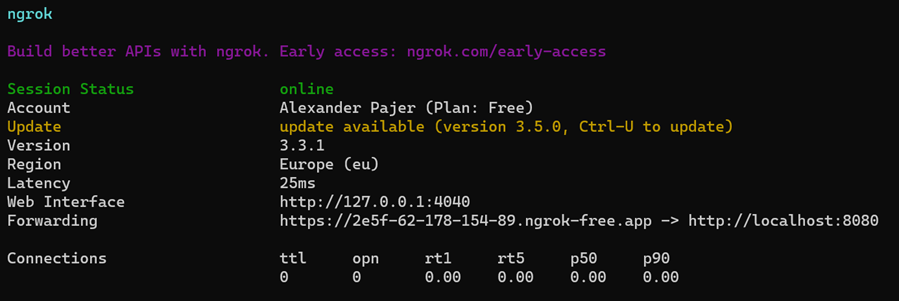 ngrok
Build better APIs with ngrok. Early access: ngrok.com/early-access
Session Status online
Account Alexander Pajer (Plan: Free)
Update update available (version 3.5.0, Ctrl-U to update)
Version 3.3.1
Region Europe (eu)
Latency 25ms
Web Interface http://127.0.0.1:4040
Forwarding https://2e5f-62-178-154-89.ngrok-free.app -> http://localhost:8080
Connections ttl opn rt1 rt5 p50 p90
0 0 0.00 0.00 0.00 0.00